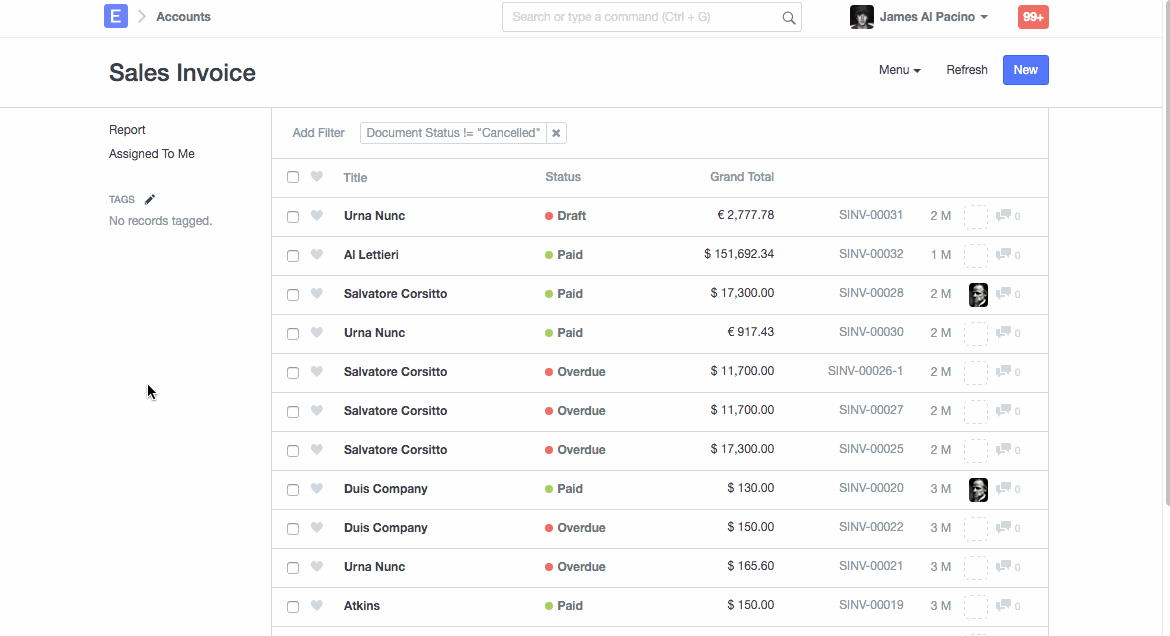 E Accounts Search or type a command (Ctrl + G) James Al Pacino 99+
Sales Invoice Menu Refresh New
Report
Assigned To Me
TAGS
No records tagged.
Add Filter Document Status != "Cancelled" ×
Title Status Grand Total
Urna Nunc Draft € 2,777.78 SINV-00031 2 M 0
Al Lettieri Paid $ 151,692.34 SINV-00032 1 M 0
Salvatore Corsitto Paid $ 17,300.00 SINV-00028 2 M 0
Urna Nunc Paid € 917.43 SINV-00030 2 M 0
Salvatore Corsitto Overdue $ 11,700.00 SINV-00026-1 2 M 0
Salvatore Corsitto Overdue $ 11,700.00 SINV-00027 2 M 0
Salvatore Corsitto Overdue $ 17,300.00 SINV-00025 2 M 0
Duis Company Paid $ 130.00 SINV-00020 3 M 0
Duis Company Overdue $ 150.00 SINV-00022 3 M 0
Urna Nunc Overdue $ 165.60 SINV-00021 3 M 0
Atkins Paid $ 150.00 SINV-00019 3 M 0